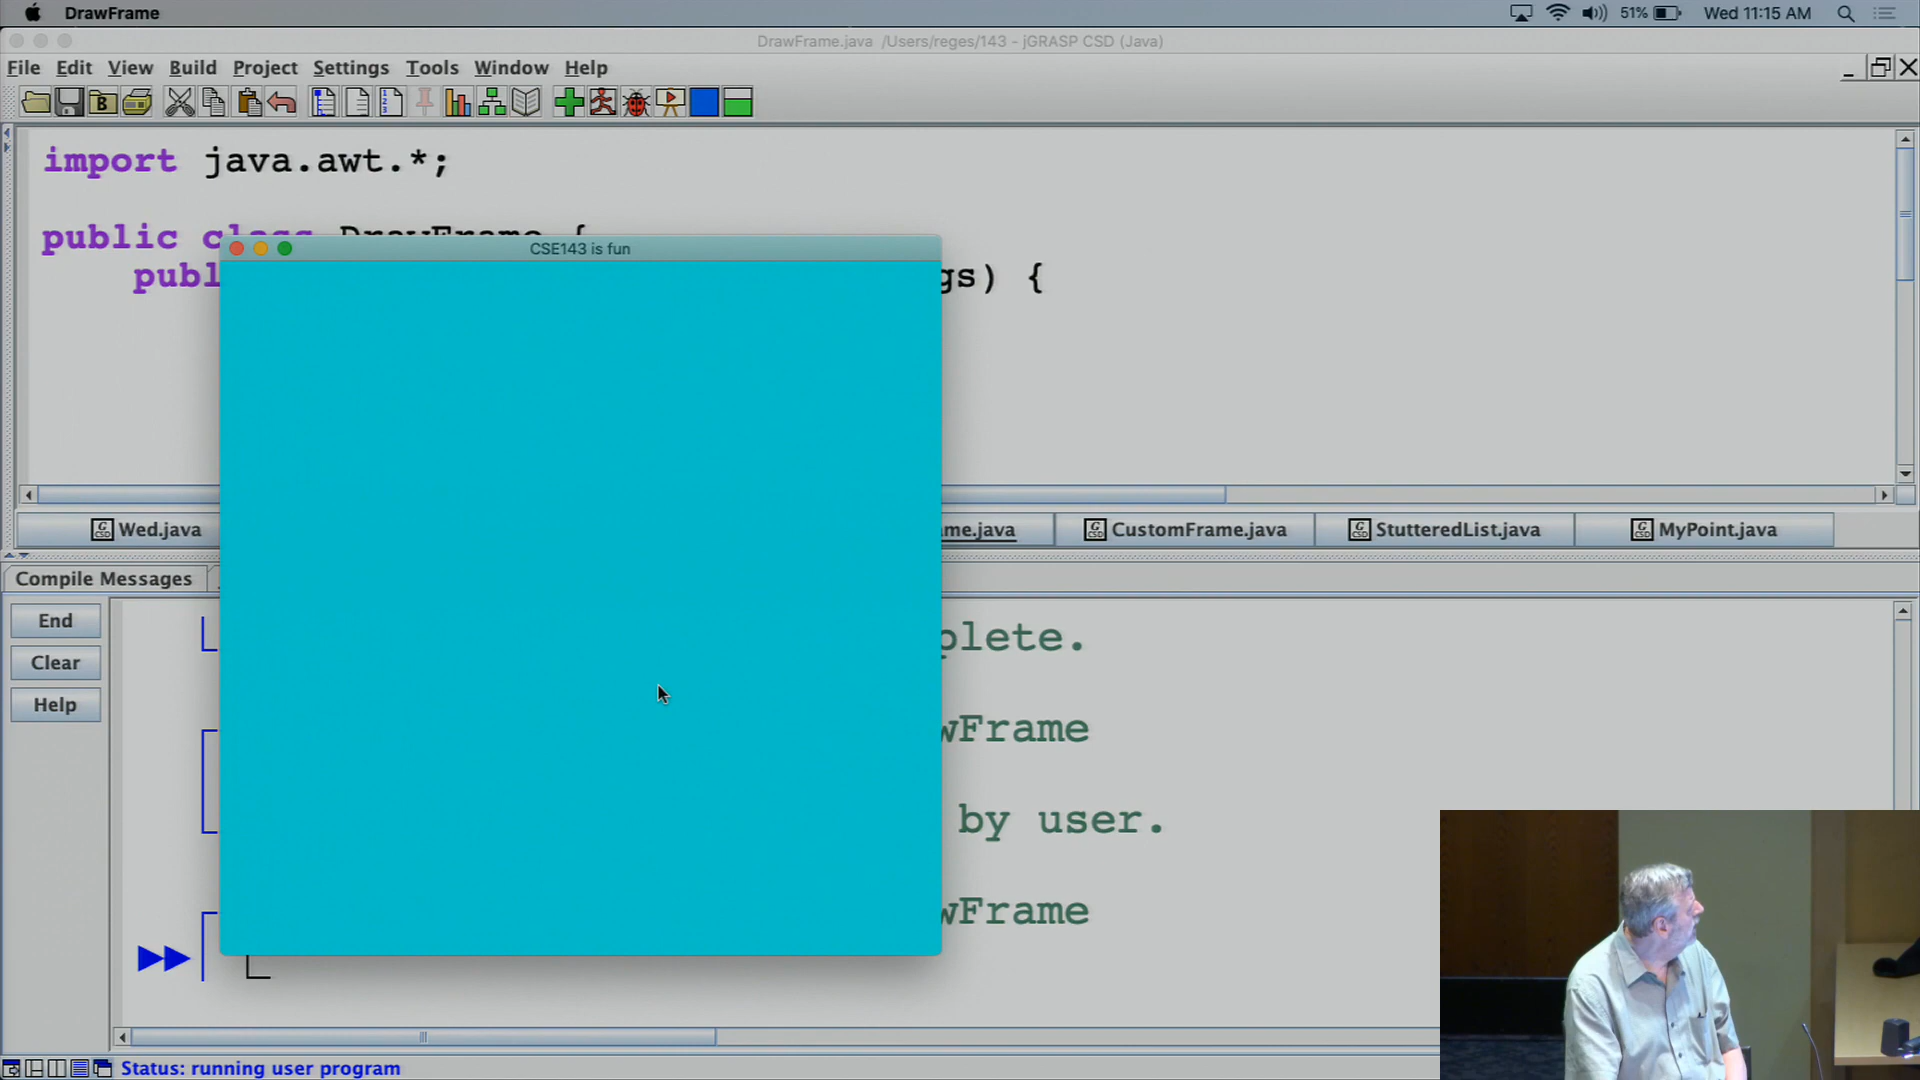 DrawFrame
51%
Wed 11:15 AM
DrawFrame.java /Users/reges/143 - jGRASP CSD (Java)
File Edit View Build Project Settings Tools Window Help
import java.awt.*;
public class DrawFrame {
publ
gs) {
CSE143 is fun
Wed.java
me.java
CustomFrame.java
StutteredList.java
MyPoint.java
Compile Messages
End
Clear
Help
plete.
wFrame
by user.
wFrame
Status: running user program